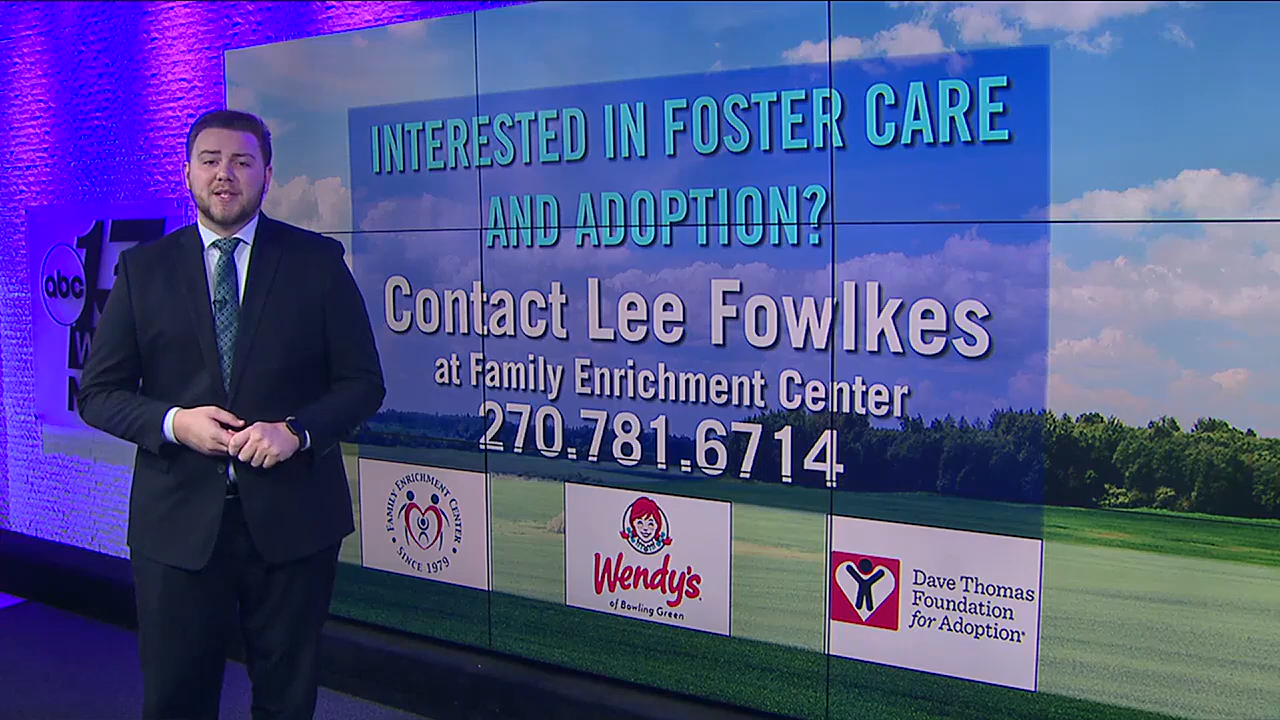 INTERESTED IN FOSTER CARE
AND ADOPTION?
Contact Lee Fowlkes
at Family Enrichment Center
270.781.6714
FAMILY ENRICHMENT CENTER
• SINCE 1979 •
Wendy's
of Bowling Green
Dave Thomas
Foundation
for Adoption®
abc
13